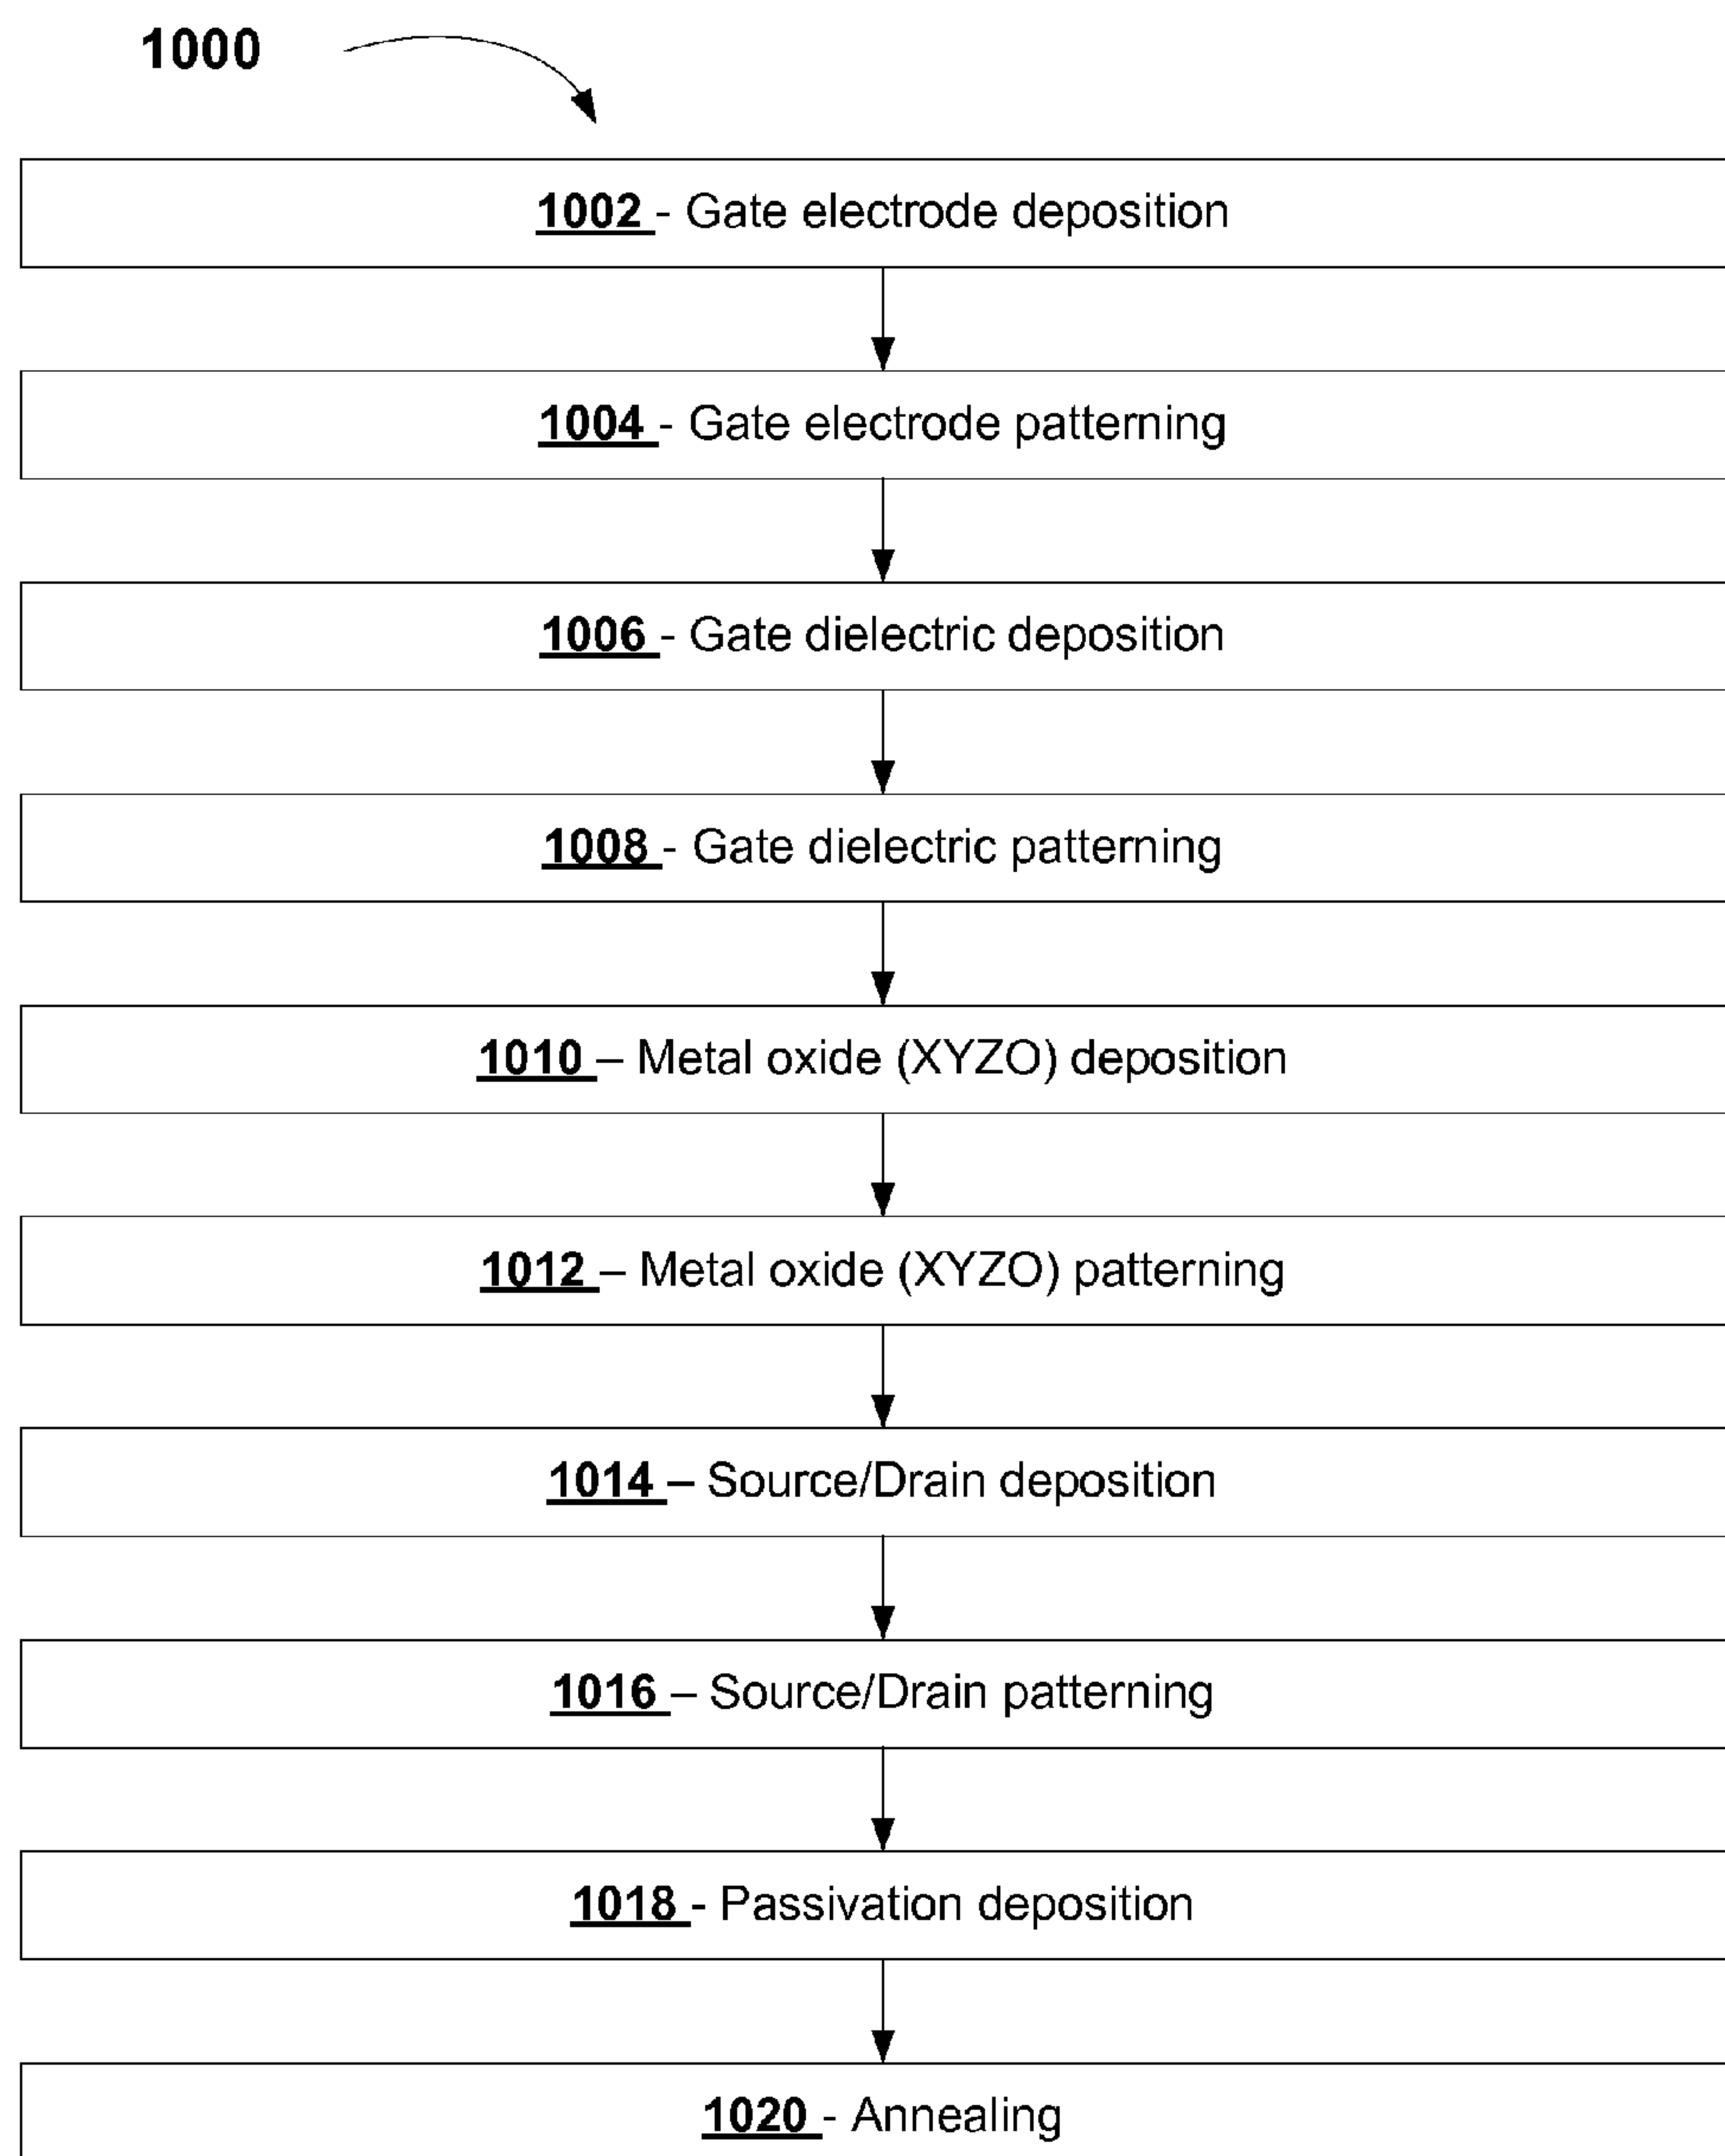 1000
1002 - Gate electrode deposition
1004 - Gate electrode patterning
1006 - Gate dielectric deposition
1008 - Gate dielectric patterning
1010 – Metal oxide (XYZO) deposition
1012 – Metal oxide (XYZO) patterning
1014 – Source/Drain deposition
1016 – Source/Drain patterning
1018 - Passivation deposition
1020 - Annealing